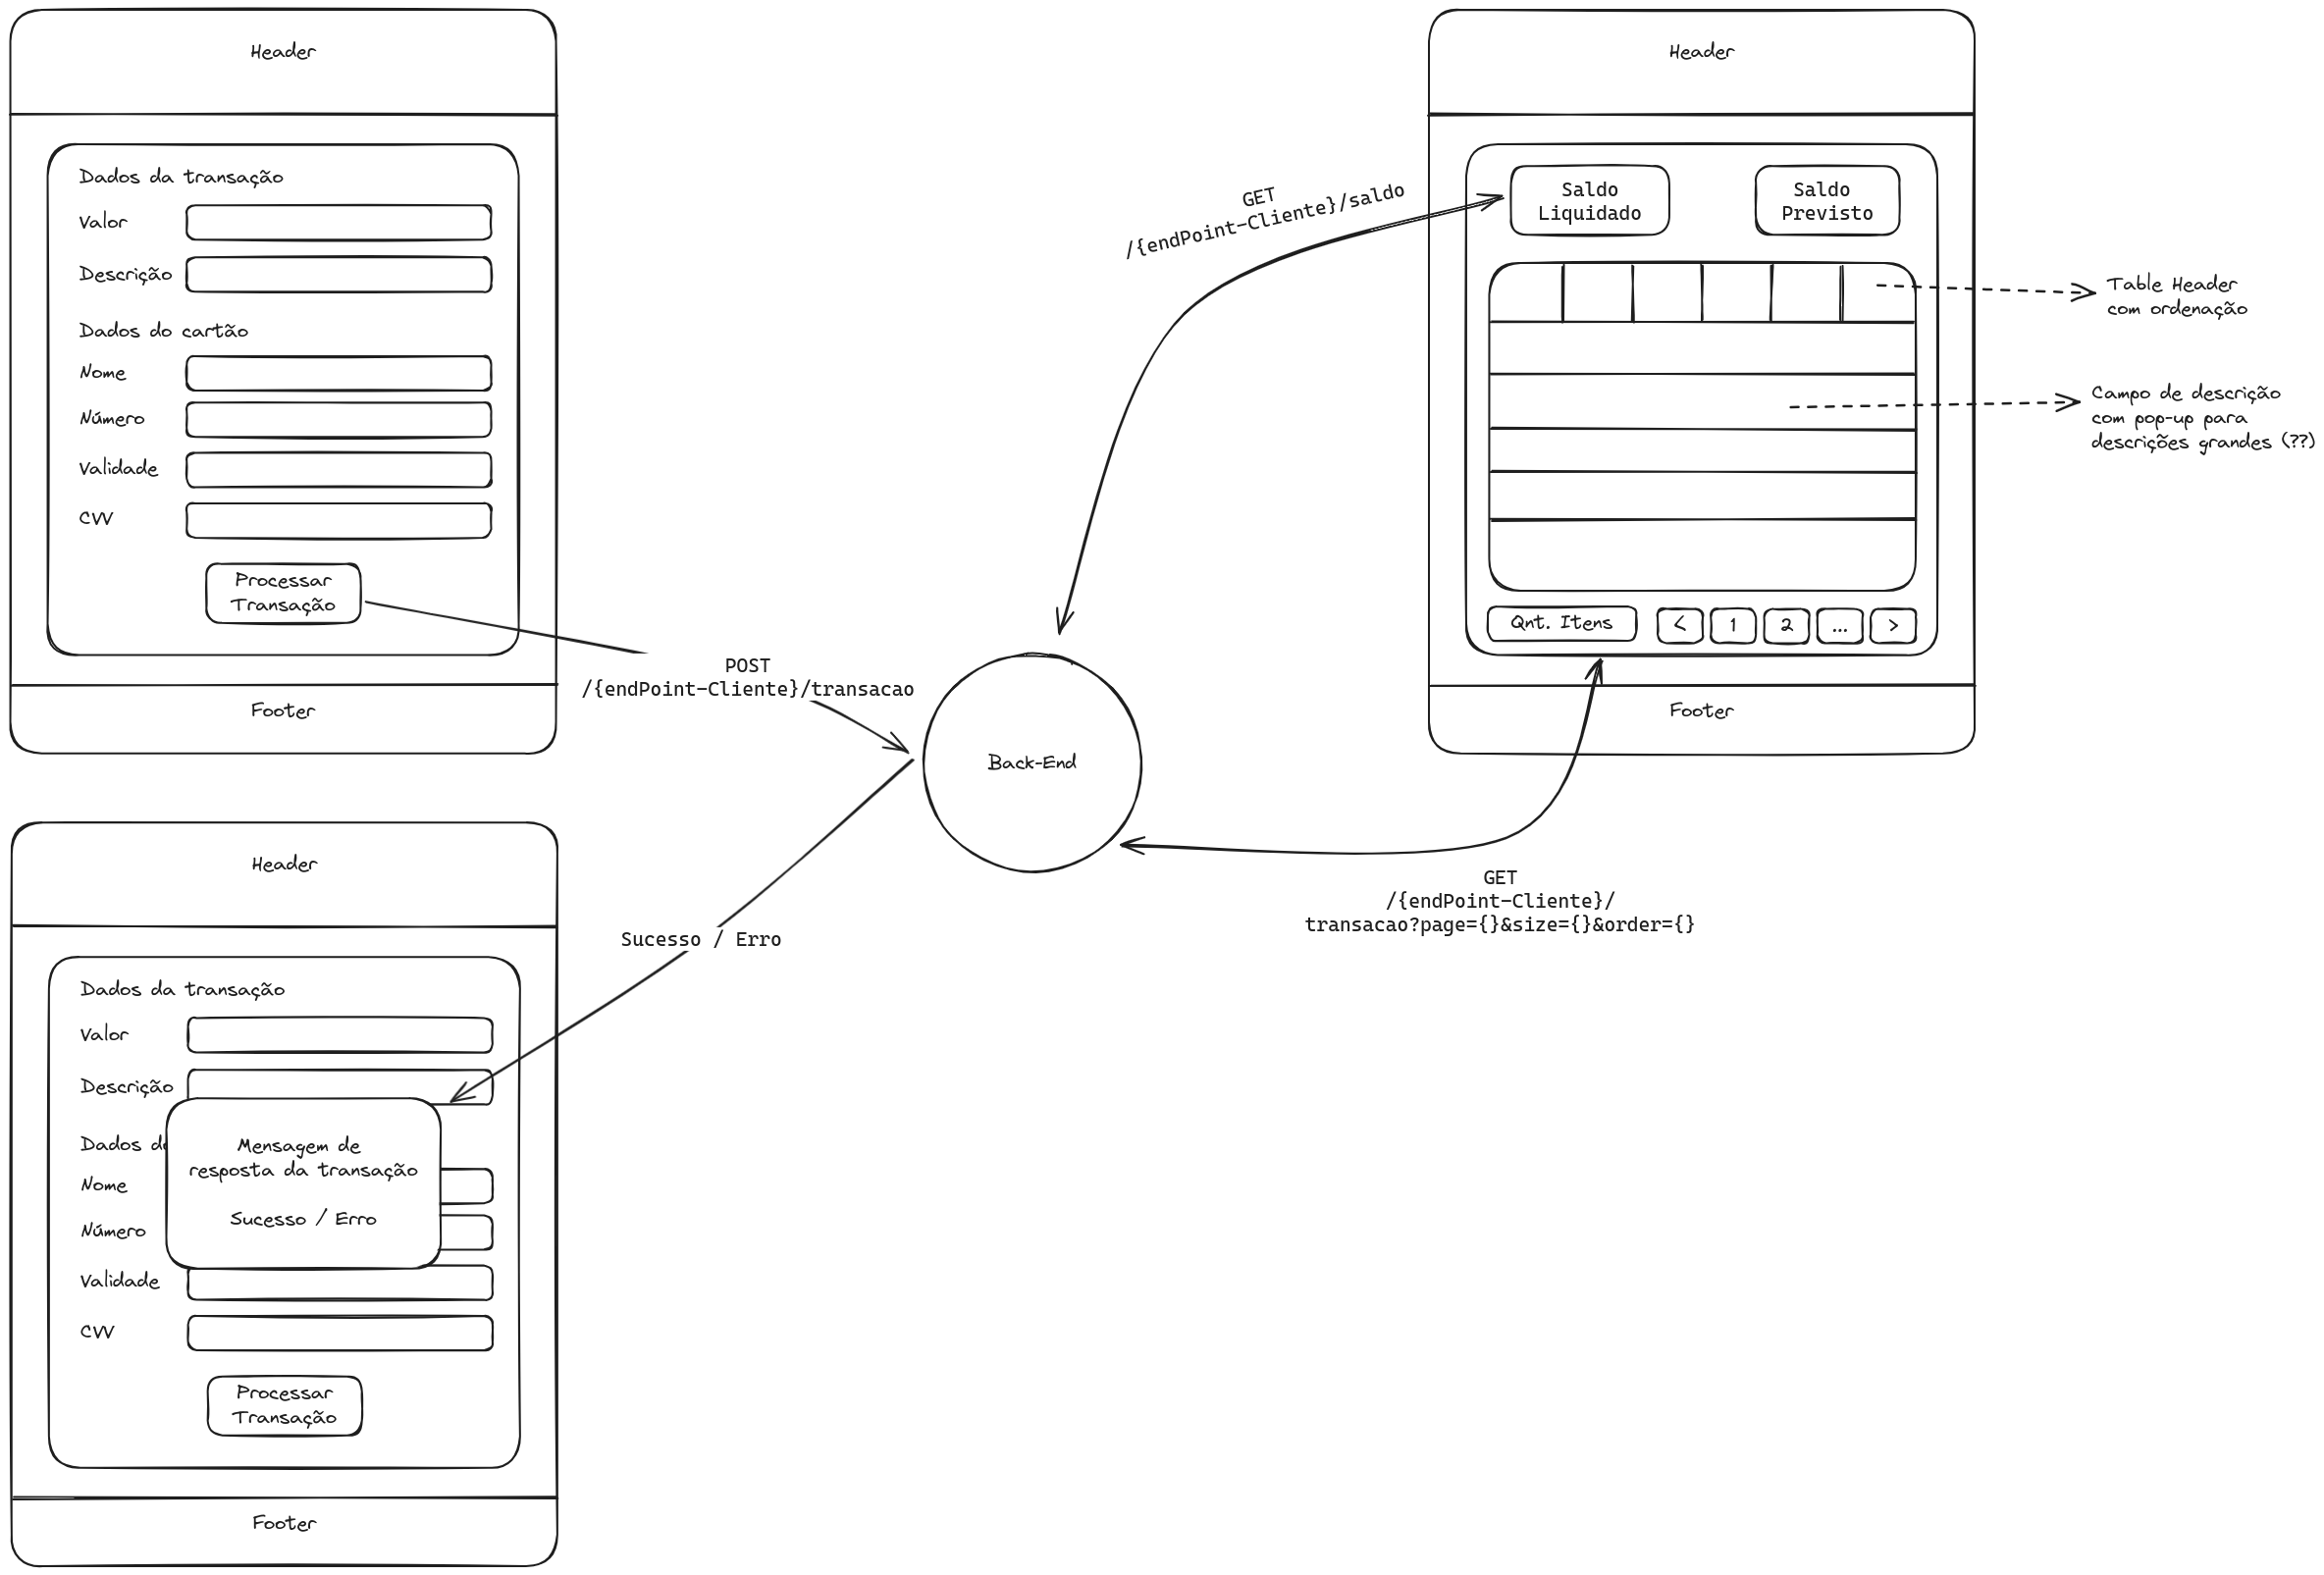 Header
Dados da transação
Valor
Descrição
Dados do cartão
Nome
Número
Validade
CVV
Processar
Transação
Footer
POST
/{endPoint-Cliente}/transacao
Back-End
GET
/{endPoint-Cliente}/saldo
Header
Saldo
Liquidado
Saldo
Previsto
Table Header
com ordenação
Campo de descrição
com pop-up para
descrições grandes (??)
Qnt. Itens
<
1
2
...
>
Footer
GET
/{endPoint-Cliente}/
transacao?page={}&size={}&order={}
Sucesso / Erro
Header
Dados da transação
Valor
Descrição
Dados d
Mensagem de
resposta da transação
Sucesso / Erro
Nome
Número
Validade
CVV
Processar
Transação
Footer